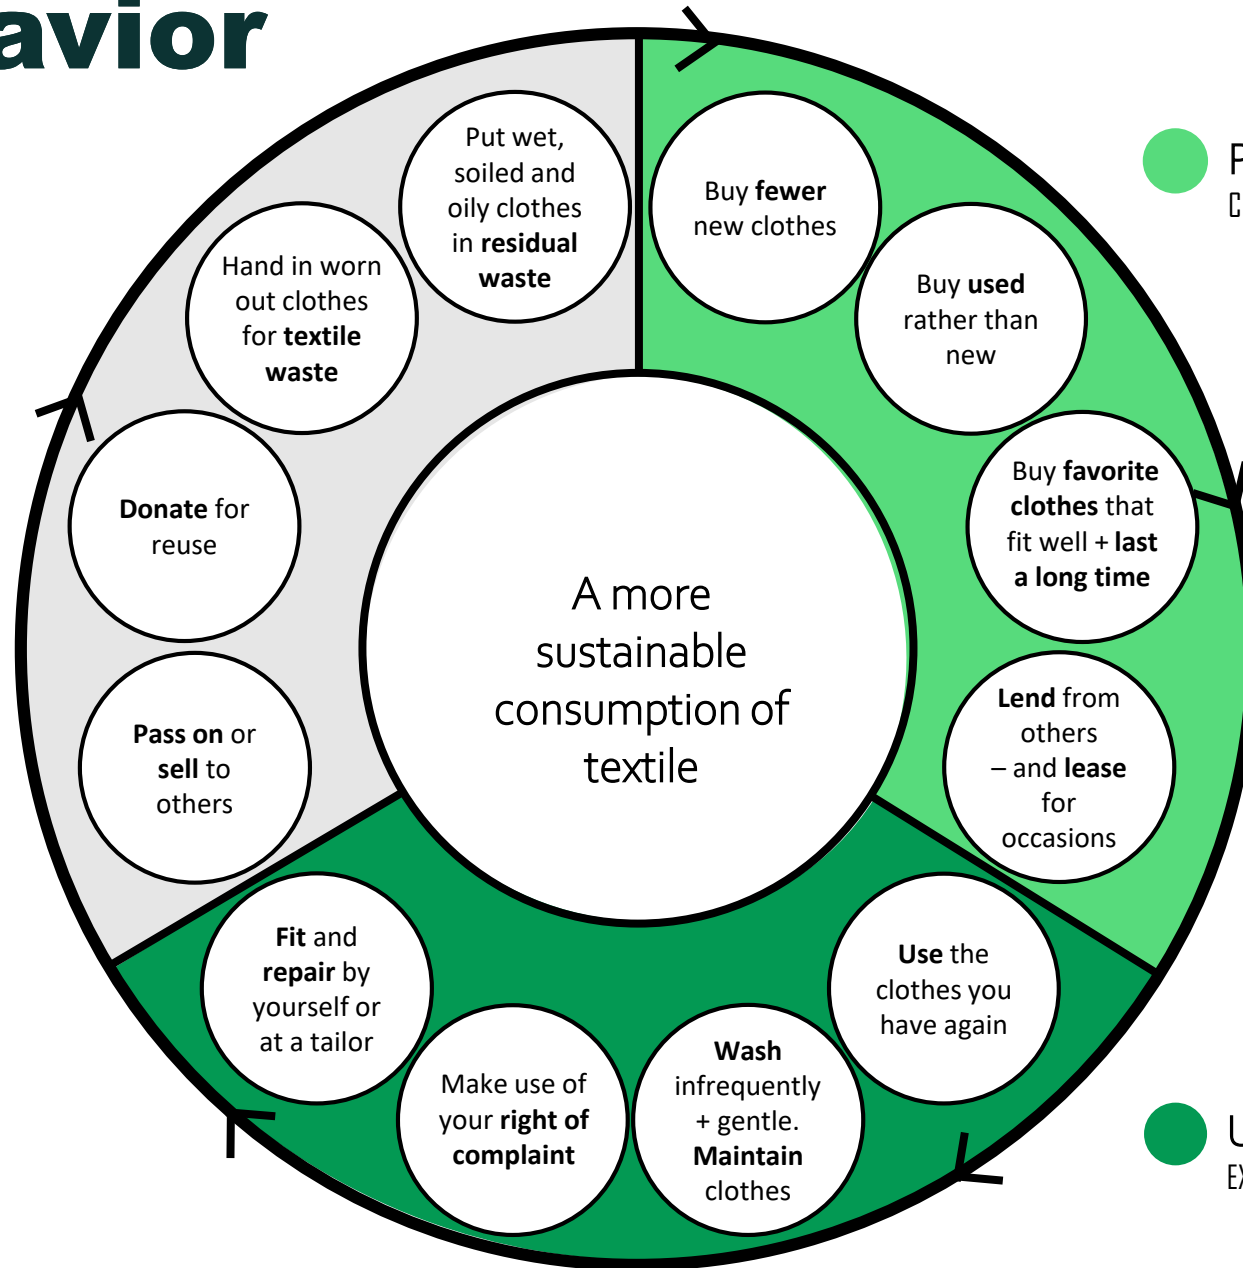 avior
Put wet,
soiled and
oily clothes
in residual
waste
Buy fewer
new clothes
Hand in worn
out clothes
for textile
waste
Buy used
rather than
new
Donate for
reuse
Buy favorite
clothes that
fit well + last
a long time
A more
sustainable
consumption of
textile
Pass on or
sell to
others
Lend from
others
– and lease
for
occasions
Fit and
repair by
yourself or
at a tailor
Use the
clothes you
have again
Make use of
your right of
complaint
Wash
infrequently
+ gentle.
Maintain
clothes